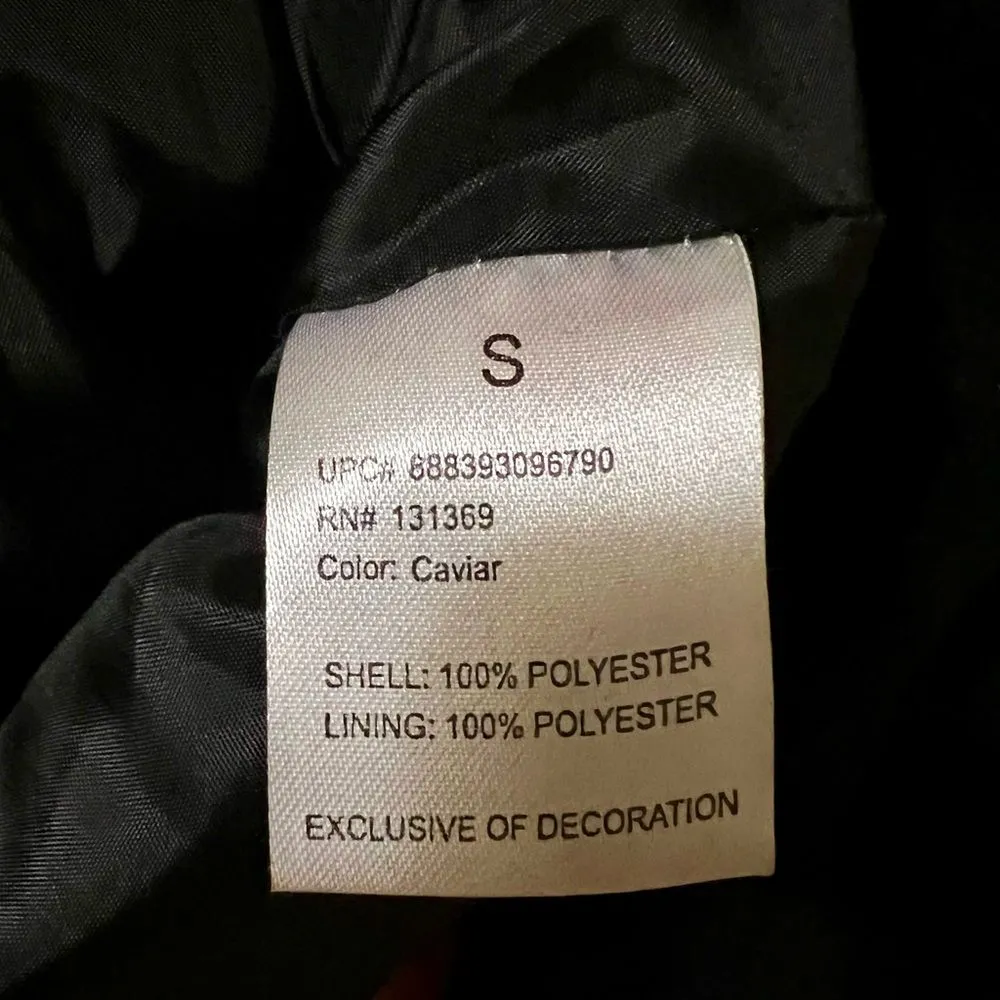 S
UPC# 888393096790
RN# 131369
Color: Caviar
SHELL: 100% POLYESTER
LINING: 100% POLYESTER
EXCLUSIVE OF DECORATION